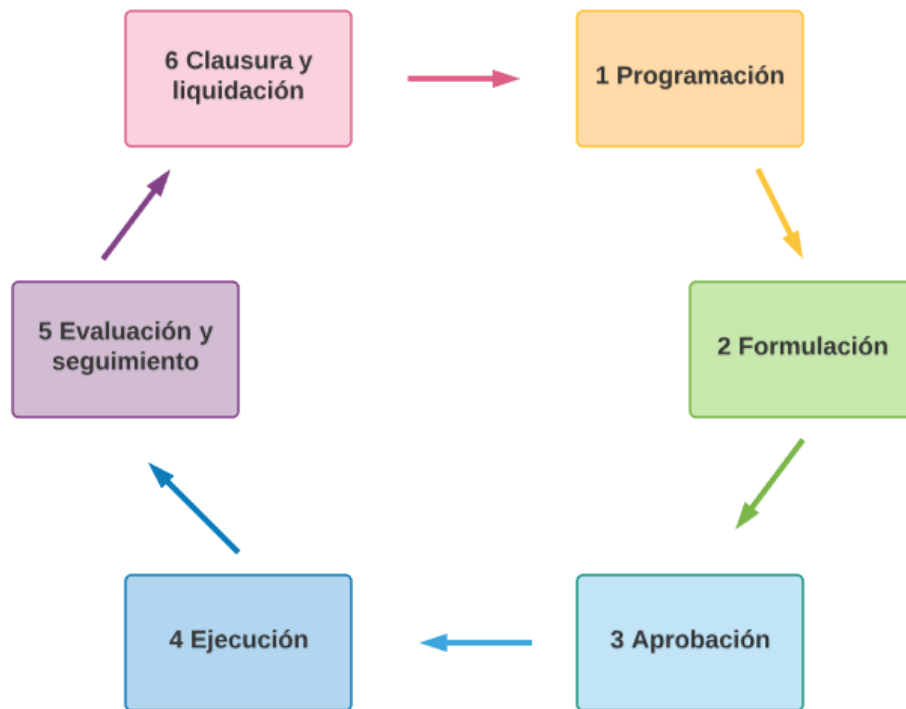 6 Clausura y
liquidación
1 Programación
5 Evaluación y
seguimiento
2 Formulación
4 Ejecución
3 Aprobación